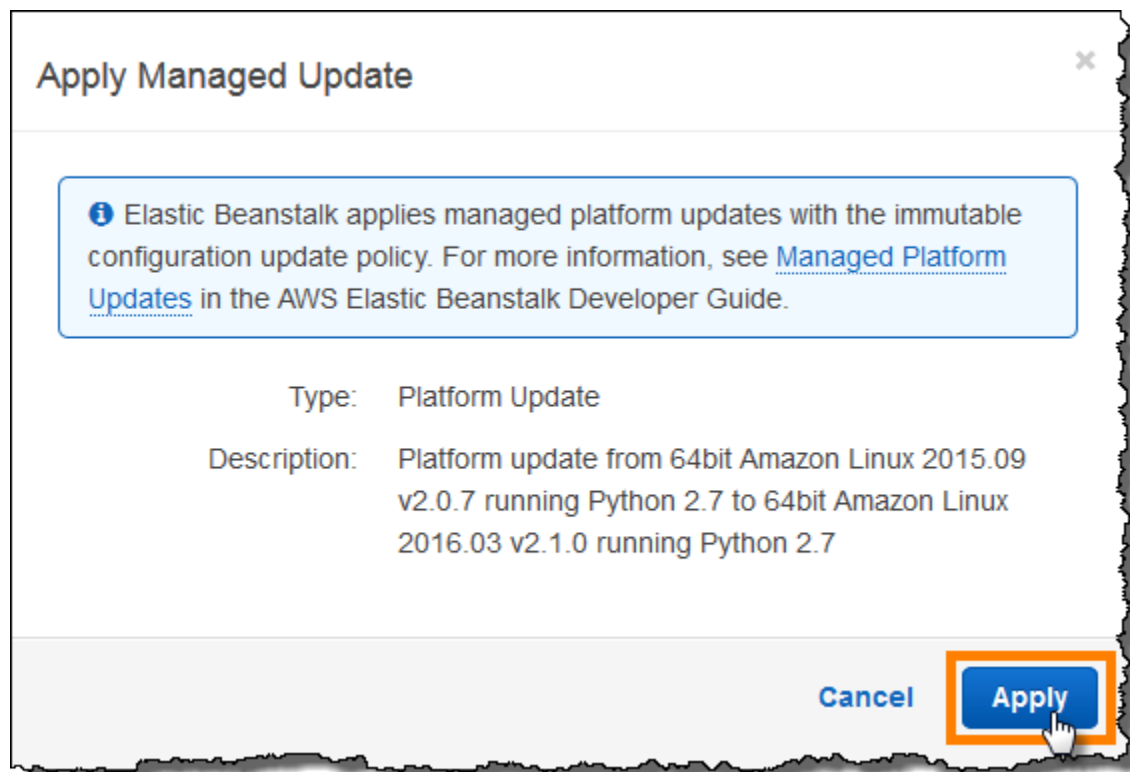 Apply Managed Update
×
Elastic Beanstalk applies managed platform updates with the immutable
configuration update policy. For more information, see Managed Platform
Updates in the AWS Elastic Beanstalk Developer Guide.
Type: Platform Update
Description: Platform update from 64bit Amazon Linux 2015.09
v2.0.7 running Python 2.7 to 64bit Amazon Linux
2016.03 v2.1.0 running Python 2.7
Cancel Apply